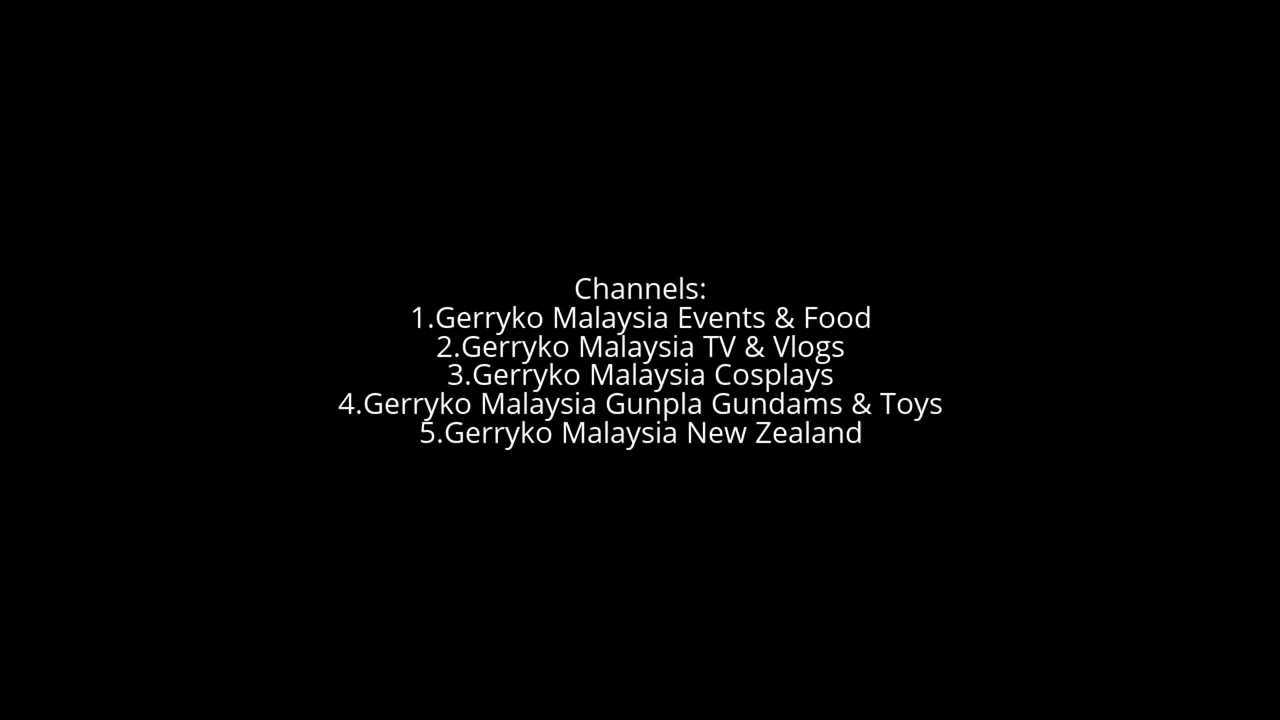 Channels:
1.Gerryko Malaysia Events & Food
2.Gerryko Malaysia TV & Vlogs
3.Gerryko Malaysia Cosplays
4.Gerryko Malaysia Gunpla Gundams & Toys
5.Gerryko Malaysia New Zealand